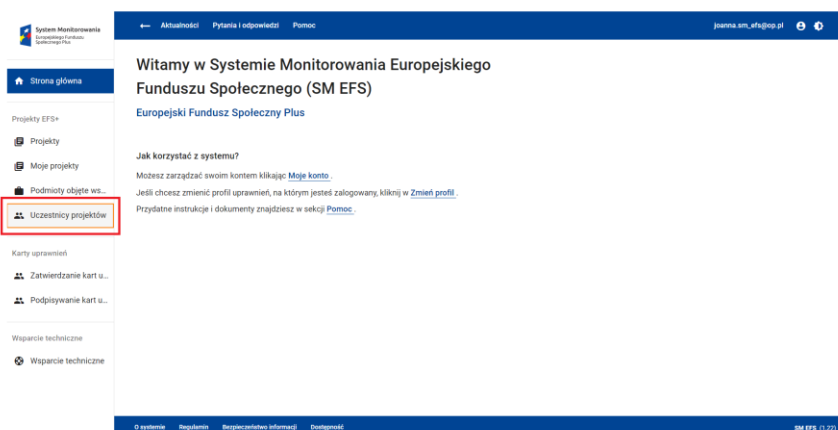 System Monitorowania
Europejskiego Funduszu
Społecznego Plus
Aktualności Pytania i odpowiedzi Pomoc
joanna.sm_efs@op.pl
Strona główna
Projekty EFS+
Projekty
Moje projekty
Podmioty objęte ws...
Uczestnicy projektów
Karty uprawnień
Zatwierdzanie kart u...
Podpisywanie kart u...
Wsparcie techniczne
Wsparcie techniczne
Witamy w Systemie Monitorowania Europejskiego
Funduszu Społecznego (SM EFS)
Europejski Fundusz Społeczny Plus
Jak korzystać z systemu?
Możesz zarządzać swoim kontem klikając Moje konto .
Jeśli chcesz zmienić profil uprawnień, na którym jesteś zalogowany, kliknij w Zmień profil .
Przydatne instrukcje i dokumenty znajdziesz w sekcji Pomoc .
O systemie Regulamin Bezpieczeństwo informacji Dostępność
SM EFS (1.22)